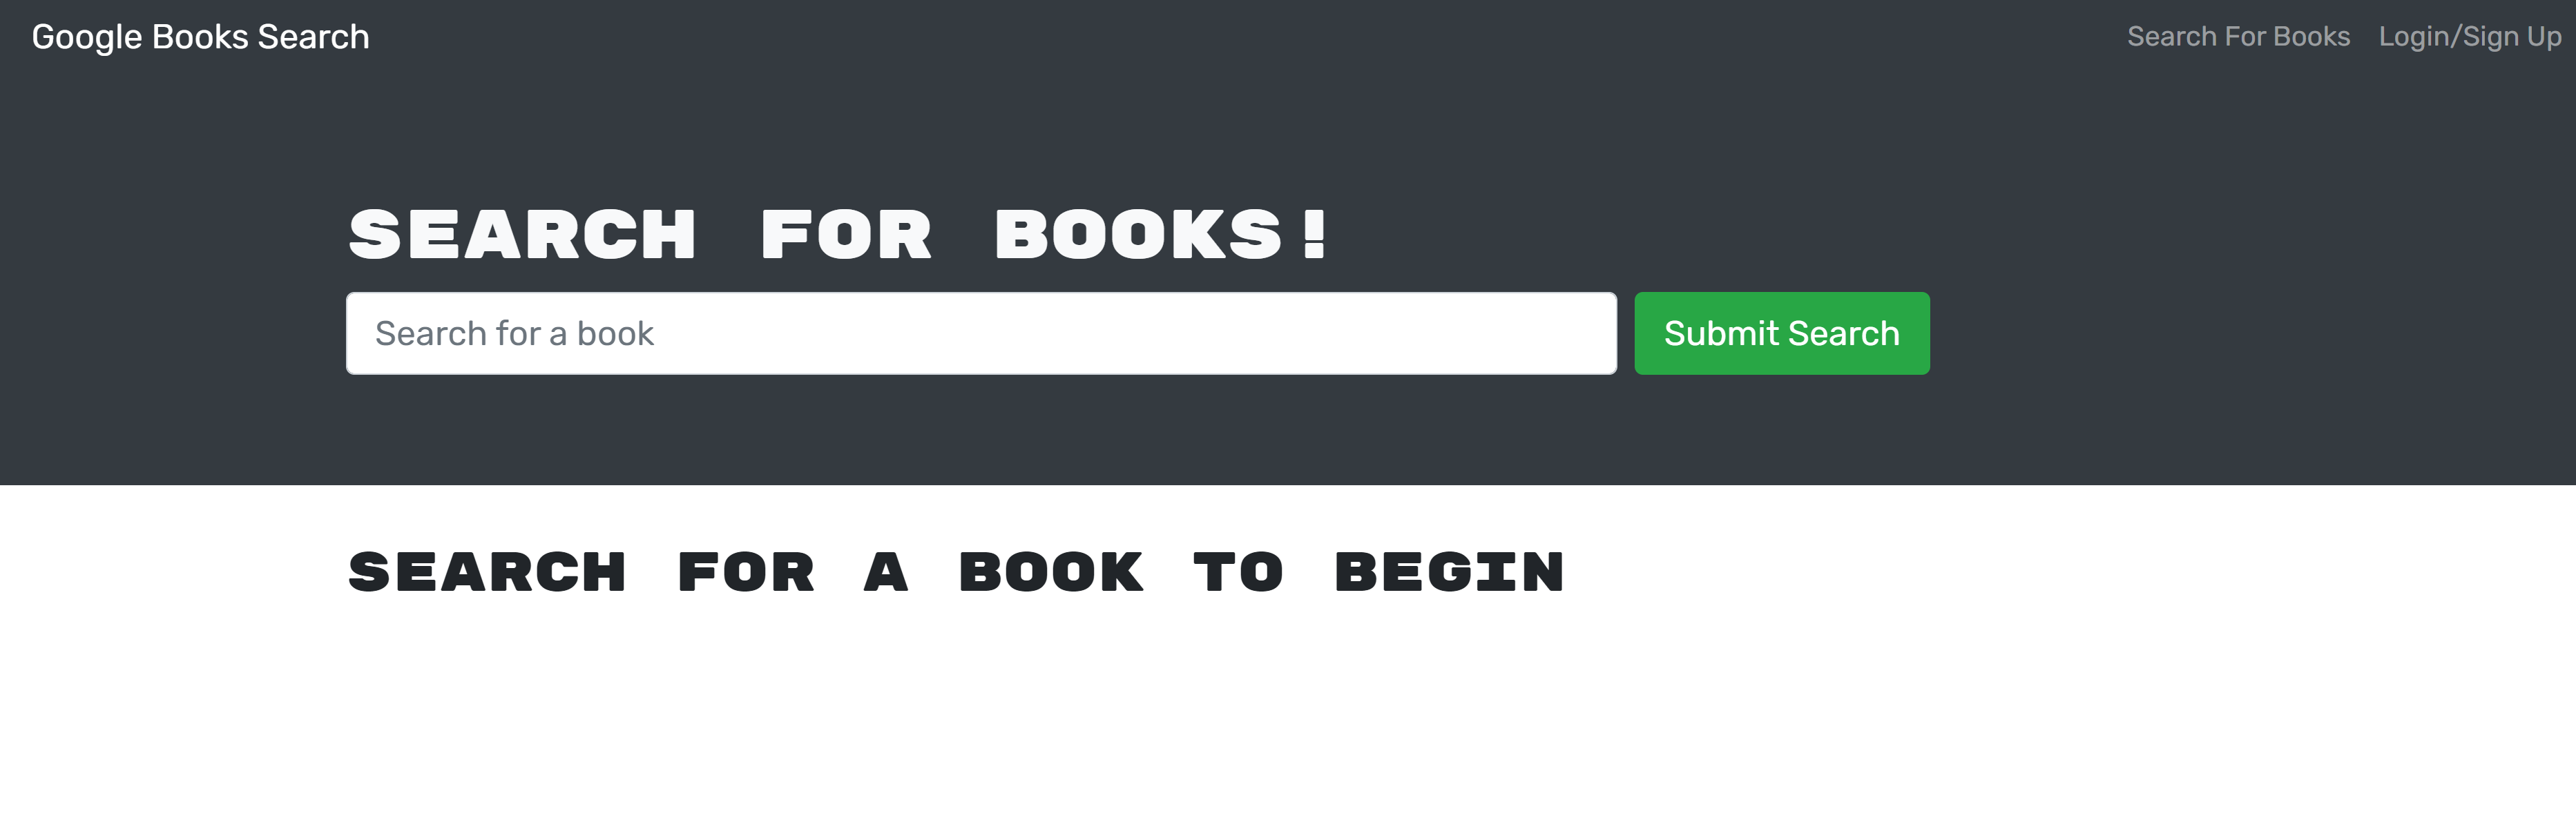 Google Books Search
Search For Books
Login/Sign Up
SEARCH FOR BOOKS!
Search for a book
Submit Search
SEARCH FOR A BOOK TO BEGIN